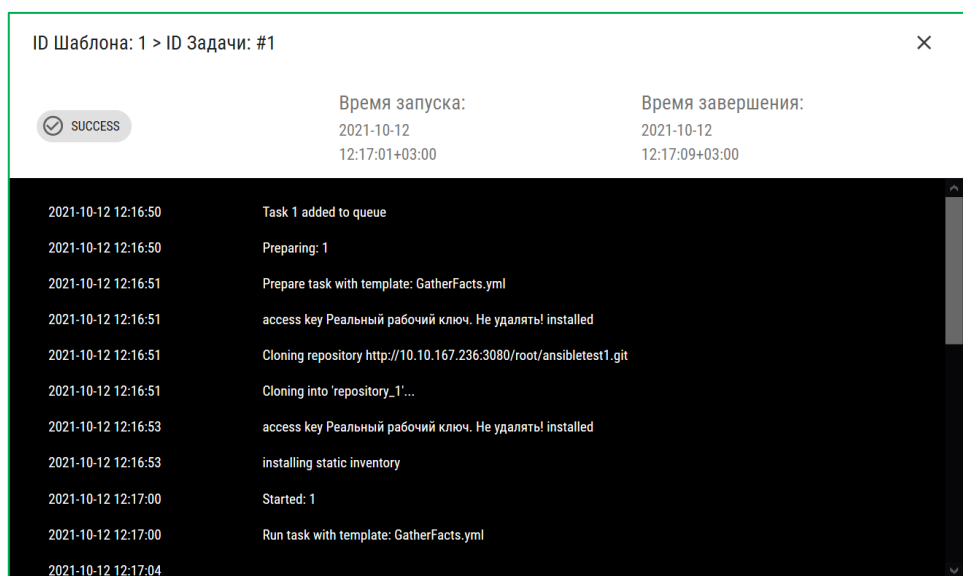 ID Шаблона: 1 > ID Задачи: #1
SUCCESS
Время запуска:
2021-10-12
12:17:01+03:00
Время завершения:
2021-10-12
12:17:09+03:00
2021-10-12 12:16:50 Task 1 added to queue
2021-10-12 12:16:50 Preparing: 1
2021-10-12 12:16:51 Prepare task with template: GatherFacts.yml
2021-10-12 12:16:51 access key Реальный рабочий ключ. Не удалять! installed
2021-10-12 12:16:51 Cloning repository http://10.10.167.236:3080/root/ansibletest1.git
2021-10-12 12:16:51 Cloning into 'repository_1'...
2021-10-12 12:16:53 access key Реальный рабочий ключ. Не удалять! installed
2021-10-12 12:16:53 installing static inventory
2021-10-12 12:17:00 Started: 1
2021-10-12 12:17:00 Run task with template: GatherFacts.yml
2021-10-12 12:17:04